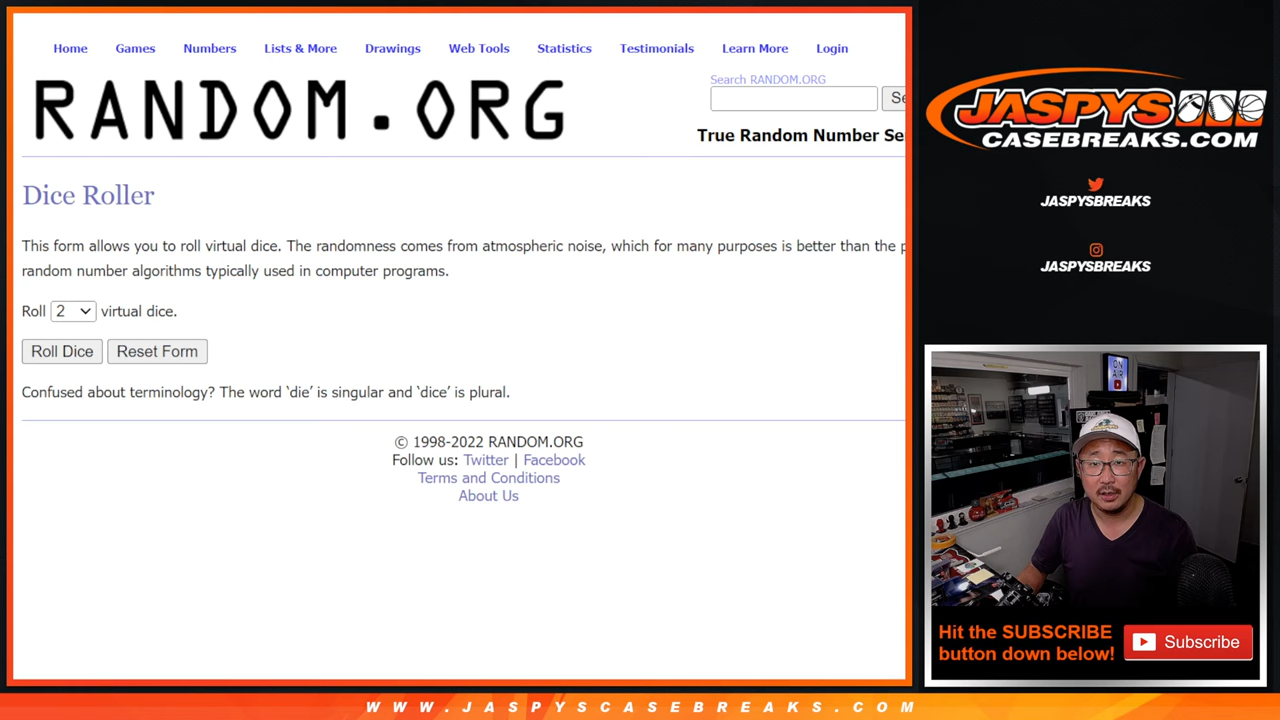 Home Games Numbers Lists & More Drawings Web Tools Statistics Testimonials Learn More Login
RANDOM.ORG
Search RANDOM.ORG
Se
True Random Number Se
Dice Roller
This form allows you to roll virtual dice. The randomness comes from atmospheric noise, which for many purposes is better than the p
random number algorithms typically used in computer programs.
Roll 2 virtual dice.
Roll Dice Reset Form
Confused about terminology? The word ‘die’ is singular and ‘dice’ is plural.
© 1998-2022 RANDOM.ORG
Follow us: Twitter | Facebook
Terms and Conditions
About Us
JASPYS
CASEBREAKS.COM
JASPYSBREAKS
JASPYSBREAKS
ON
AIR
Hit the SUBSCRIBE
button down below!
Subscribe
WWW.JASPYSCASEBREAKS.COM